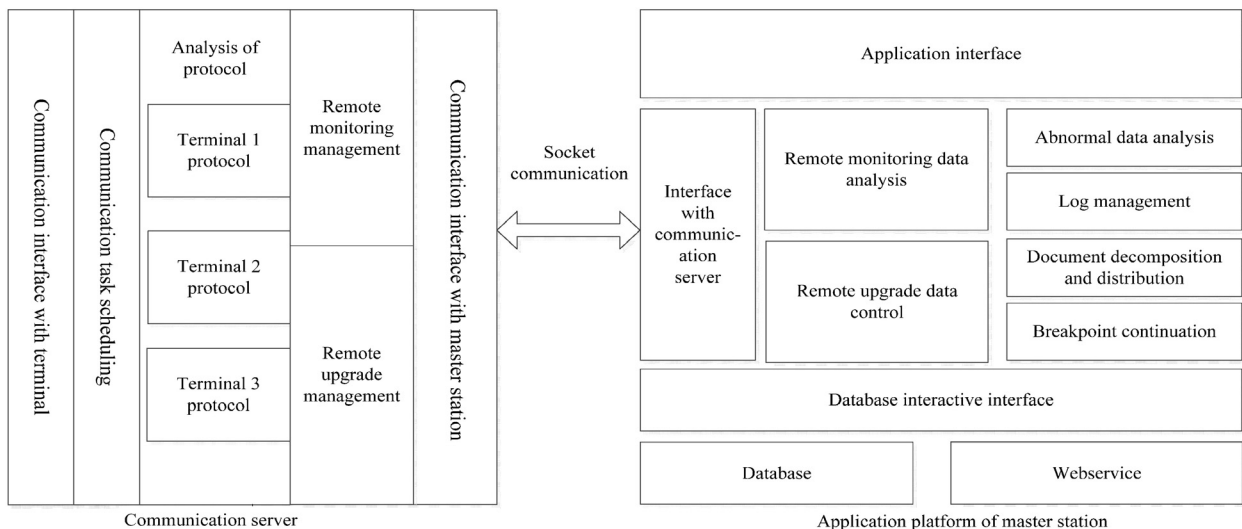 Communication interface with terminal
Communication task scheduling
Analysis of
protocol
Terminal 1
protocol
Terminal 2
protocol
Terminal 3
protocol
Remote
monitoring
management
Remote
upgrade
management
Communication interface with master station
Communication server
Socket
communication
Application interface
Interface
with
communic-
ation
server
Remote monitoring data
analysis
Remote upgrade data
control
Abnormal data analysis
Log management
Document decomposition
and distribution
Breakpoint continuation
Database interactive interface
Database
Webservice
Application platform of master station